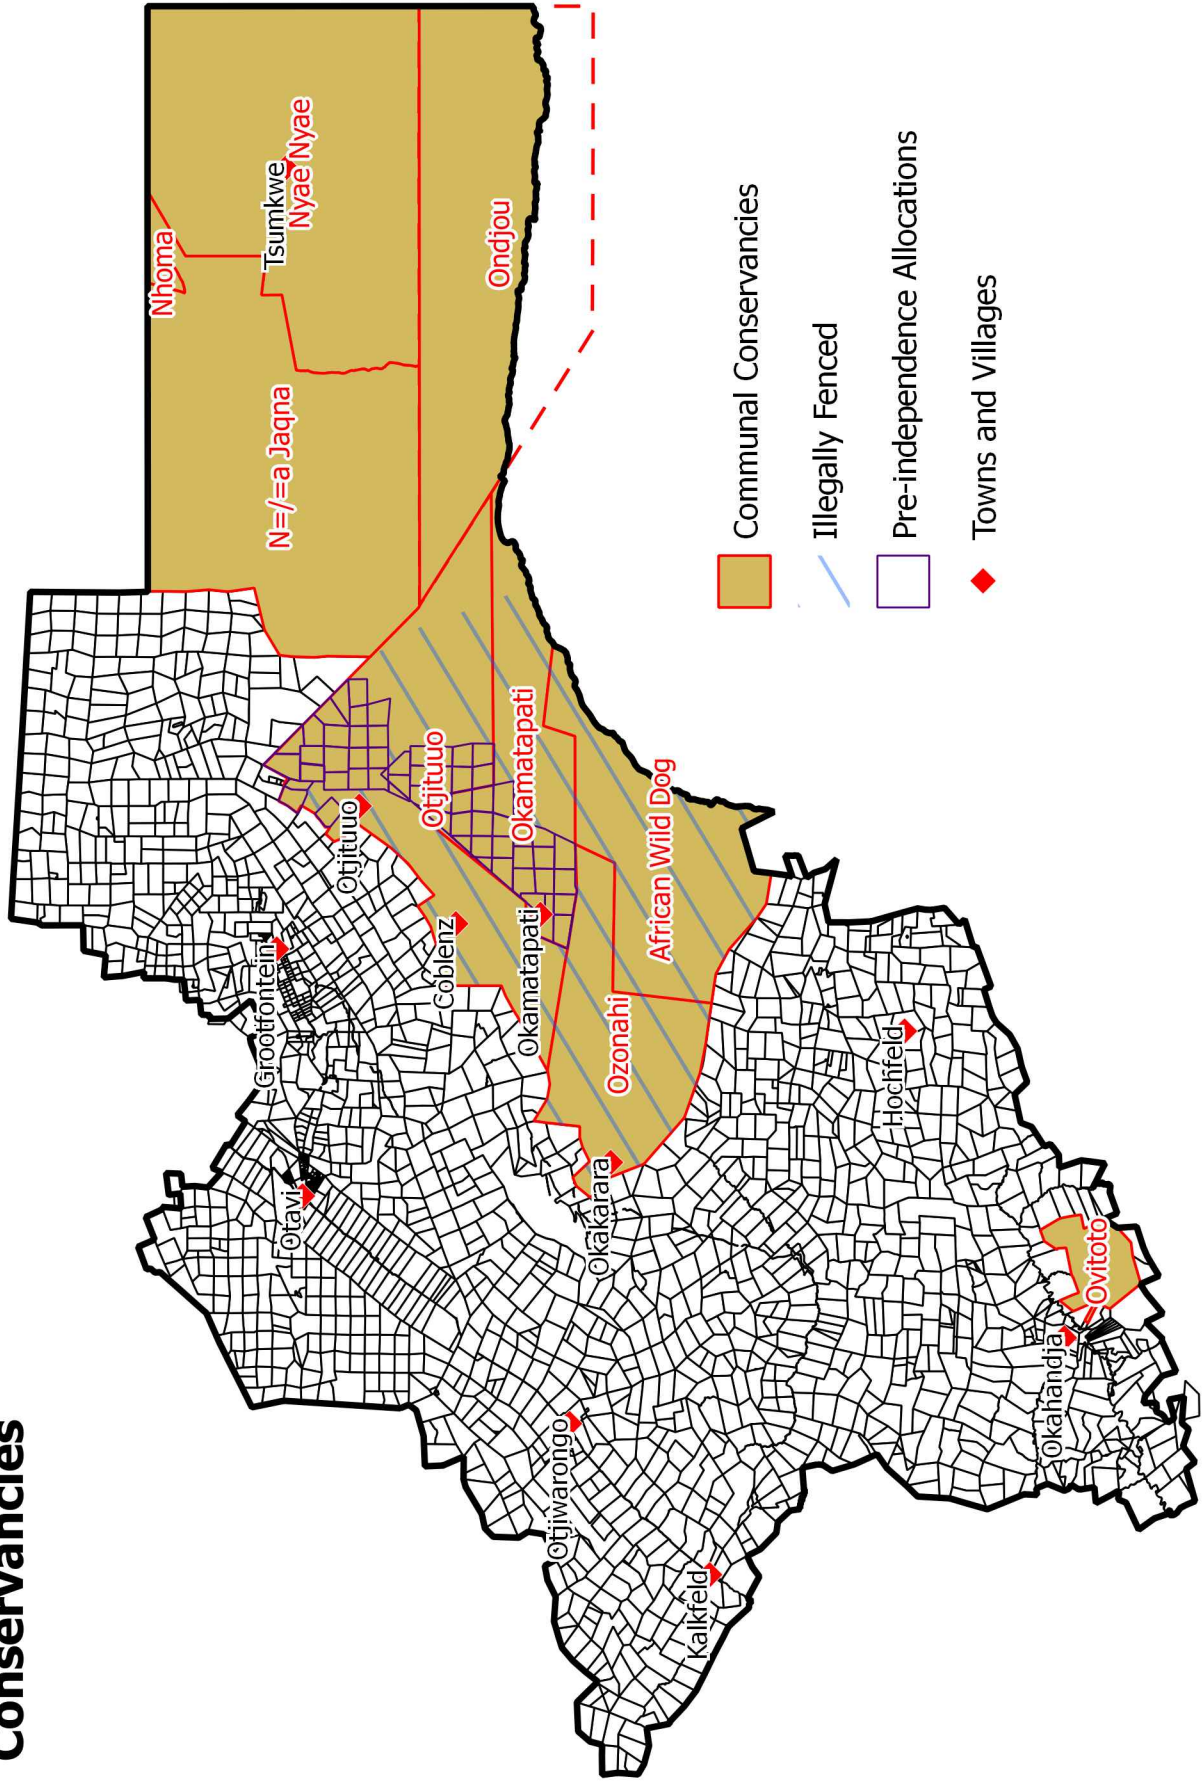 Conservancies
Nhoma
Tsumkwe
Nyae Nyae
N=/=a Jaqna
Ondjou
Grootfontein
Otjituuo
Otjituuo
Otavi
Coblenz
Okamatapati
Okamatapati
African Wild Dog
Ozonahi
Okakarara
Otjiwarongo
Kalkfeld
Hochfeld
Okahandja
Ovitoto
Communal Conservancies
Illegally Fenced
Pre-independence Allocations
Towns and Villages